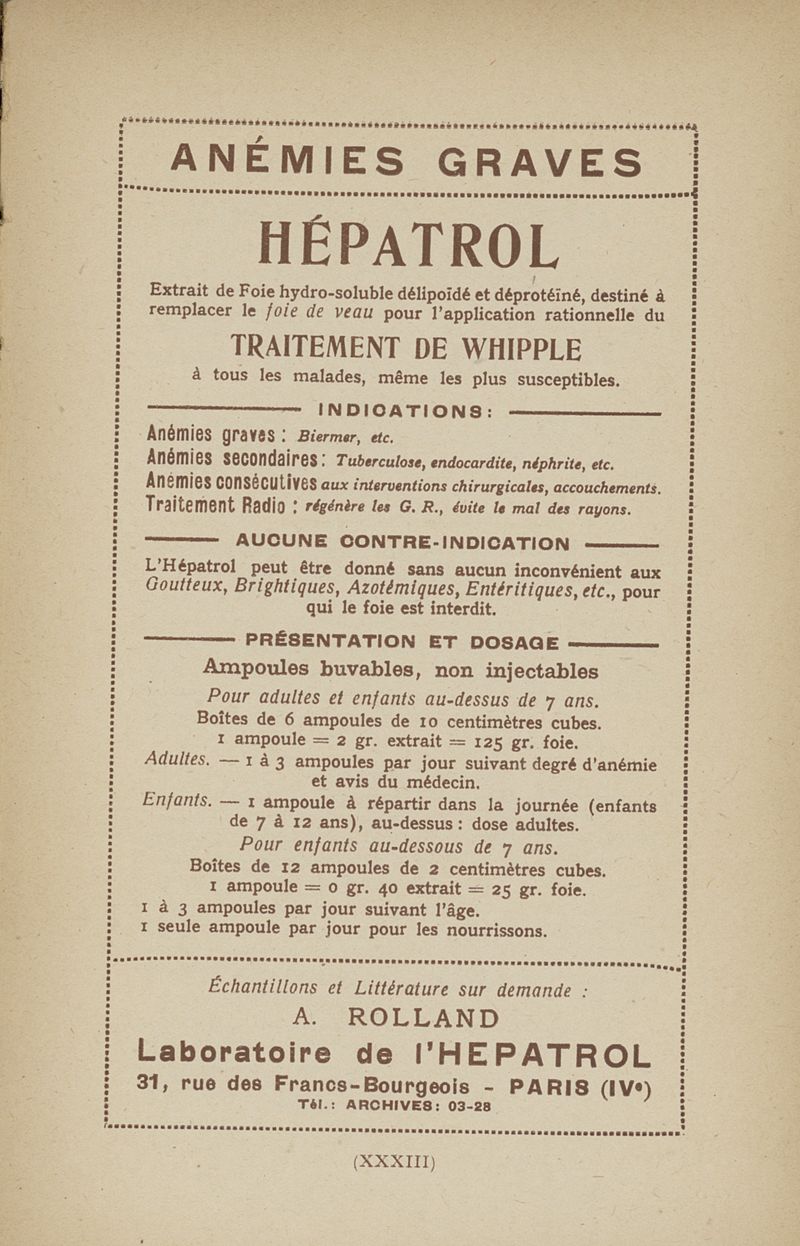 ANÉMIES GRAVES
HÉPATROL
Extrait de Foie hydro-soluble délipoïdé et déprotéïné, destiné à
remplacer le foie de veau pour l'application rationnelle du
TRAITEMENT DE WHIPPLE
à tous les malades, même les plus susceptibles.
INDICATIONS:
Anémies graves : Biermer, etc.
Anémies secondaires : Tuberculose, endocardite, néphrite, etc.
Anémies consécutives aux interventions chirurgicales, accouchements.
Traitement Radio : régénère les G. R., évite le mal des rayons.
AUCUNE CONTRE-INDICATION
L'Hépatrol peut être donné sans aucun inconvénient aux
Goutteux, Brightiques, Azotémiques, Entéritiques, etc., pour
qui le foie est interdit.
PRÉSENTATION ET DOSAGE
Ampoules buvables, non injectables
Pour adultes et enfants au-dessus de 7 ans.
Boîtes de 6 ampoules de 10 centimètres cubes.
1 ampoule = 2 gr. extrait = 125 gr. foie.
Adultes. — 1 à 3 ampoules par jour suivant degré d'anémie
et avis du médecin.
Enfants. — 1 ampoule à répartir dans la journée (enfants
de 7 à 12 ans), au-dessus : dose adultes.
Pour enfants au-dessous de 7 ans.
Boîtes de 12 ampoules de 2 centimètres cubes.
1 ampoule = 0 gr. 40 extrait = 25 gr. foie.
1 à 3 ampoules par jour suivant l'âge.
1 seule ampoule par jour pour les nourrissons.
Échantillons et Littérature sur demande :
A. ROLLAND
Laboratoire de l'HEPATROL
31, rue des Francs-Bourgeois - PARIS (IVe)
Tél.: ARCHIVES: 03-28
(XXXIII)